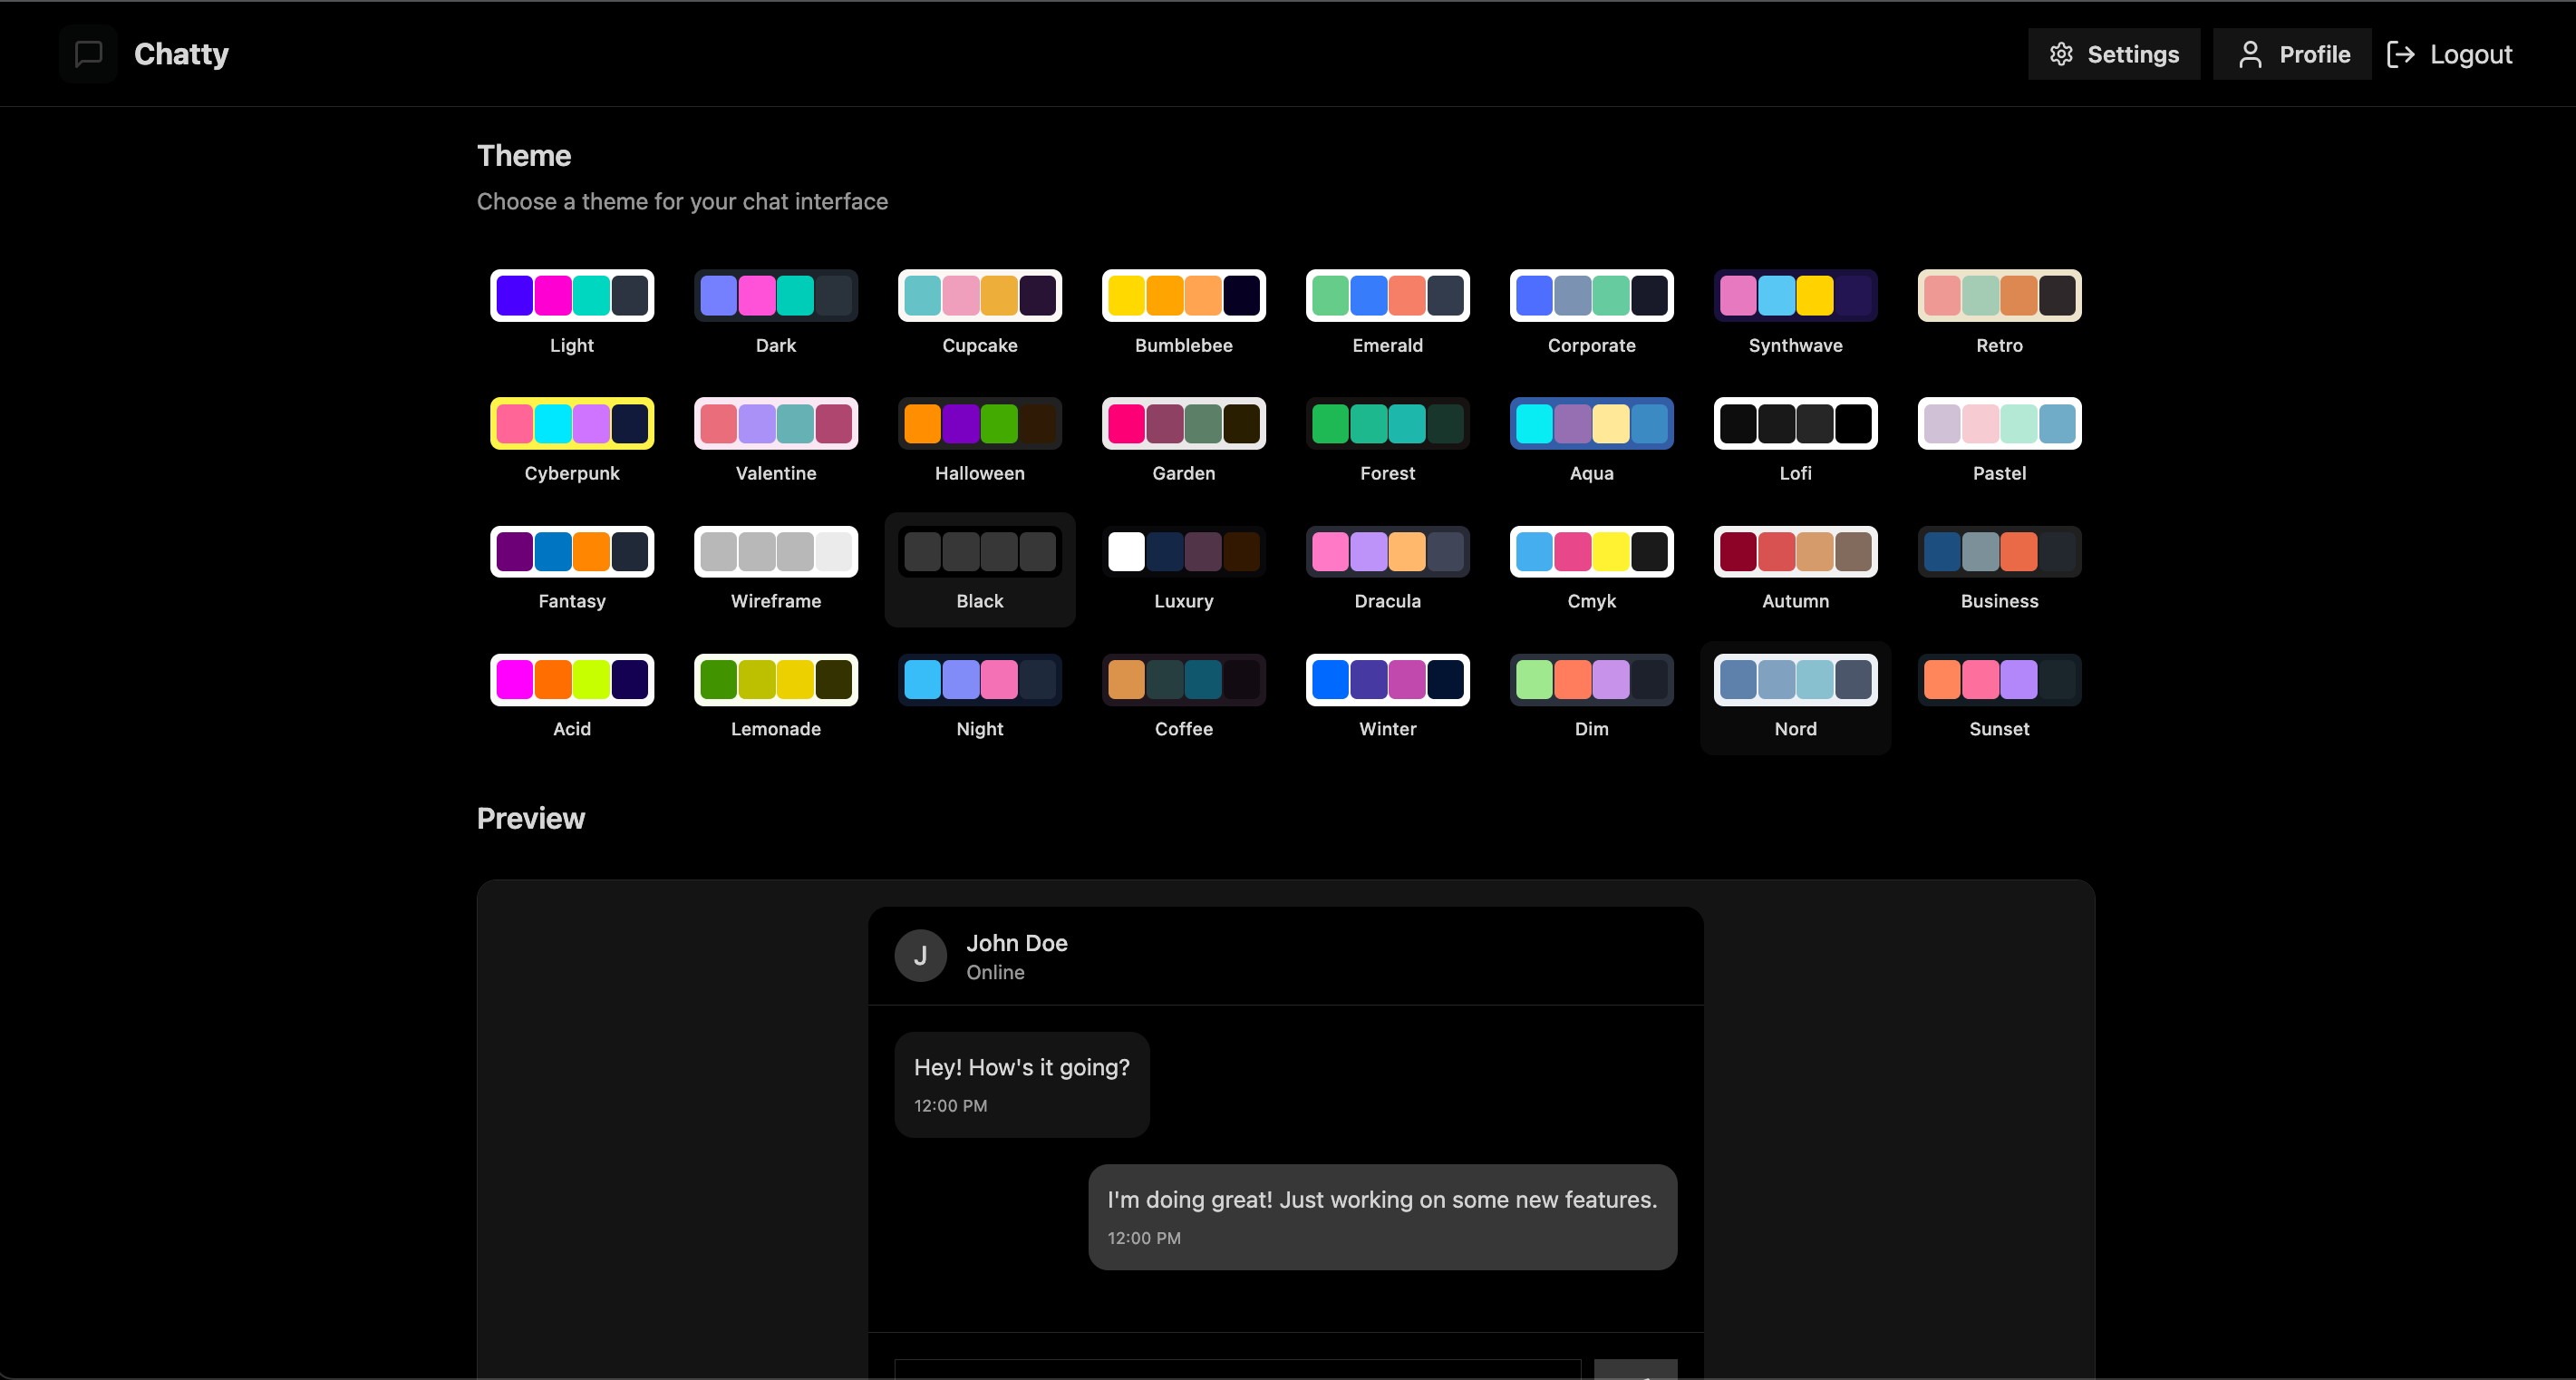 Chatty
Settings
Profile
Logout
Theme
Choose a theme for your chat interface
Light
Dark
Cupcake
Bumblebee
Emerald
Corporate
Synthwave
Retro
Cyberpunk
Valentine
Halloween
Garden
Forest
Aqua
Lofi
Pastel
Fantasy
Wireframe
Black
Luxury
Dracula
Cmyk
Autumn
Business
Acid
Lemonade
Night
Coffee
Winter
Dim
Nord
Sunset
Preview
J
John Doe
Online
Hey! How's it going?
12:00 PM
I'm doing great! Just working on some new features.
12:00 PM